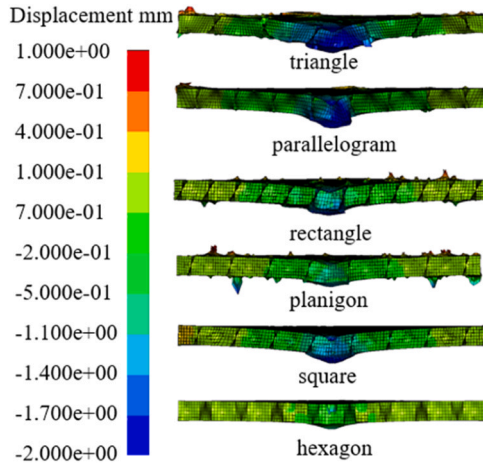 Displacement mm
1.000e+00
7.000e-01
4.000e-01
1.000e-01
7.000e-01
-2.000e-01
-5.000e-01
-1.100e+00
-1.400e+00
-1.700e+00
-2.000e+00
triangle
parallelogram
rectangle
planigon
square
hexagon